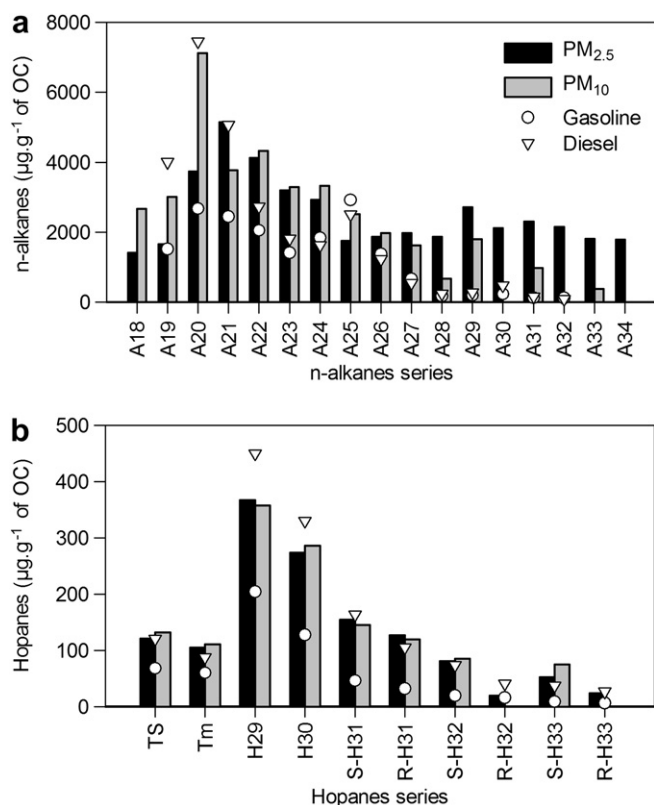 a
8000
6000
4000
2000
0
n-alkanes (µg.g⁻¹ of OC)
PM₂.₅
PM₁₀
Gasoline
Diesel
A18 A19 A20 A21 A22 A23 A24 A25 A26 A27 A28 A29 A30 A31 A32 A33 A34
n-alkanes series
b
500
400
300
200
100
0
Hopanes (µg.g⁻¹ of OC)
TS Tm H29 H30 S-H31 R-H31 S-H32 R-H32 S-H33 R-H33
Hopanes series